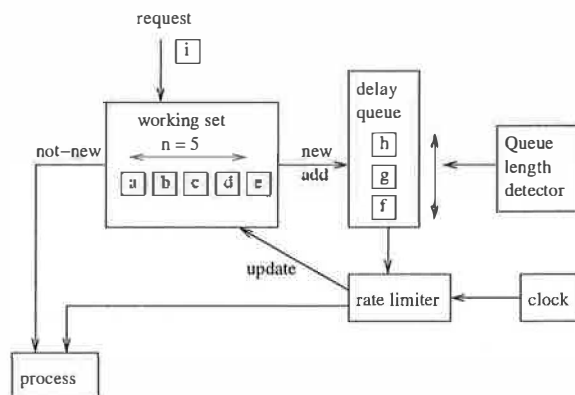 request
i
working set
n = 5
a b c d e
not-new
new
add
delay
queue
h
g
f
Queue
length
detector
update
rate limiter
clock
process